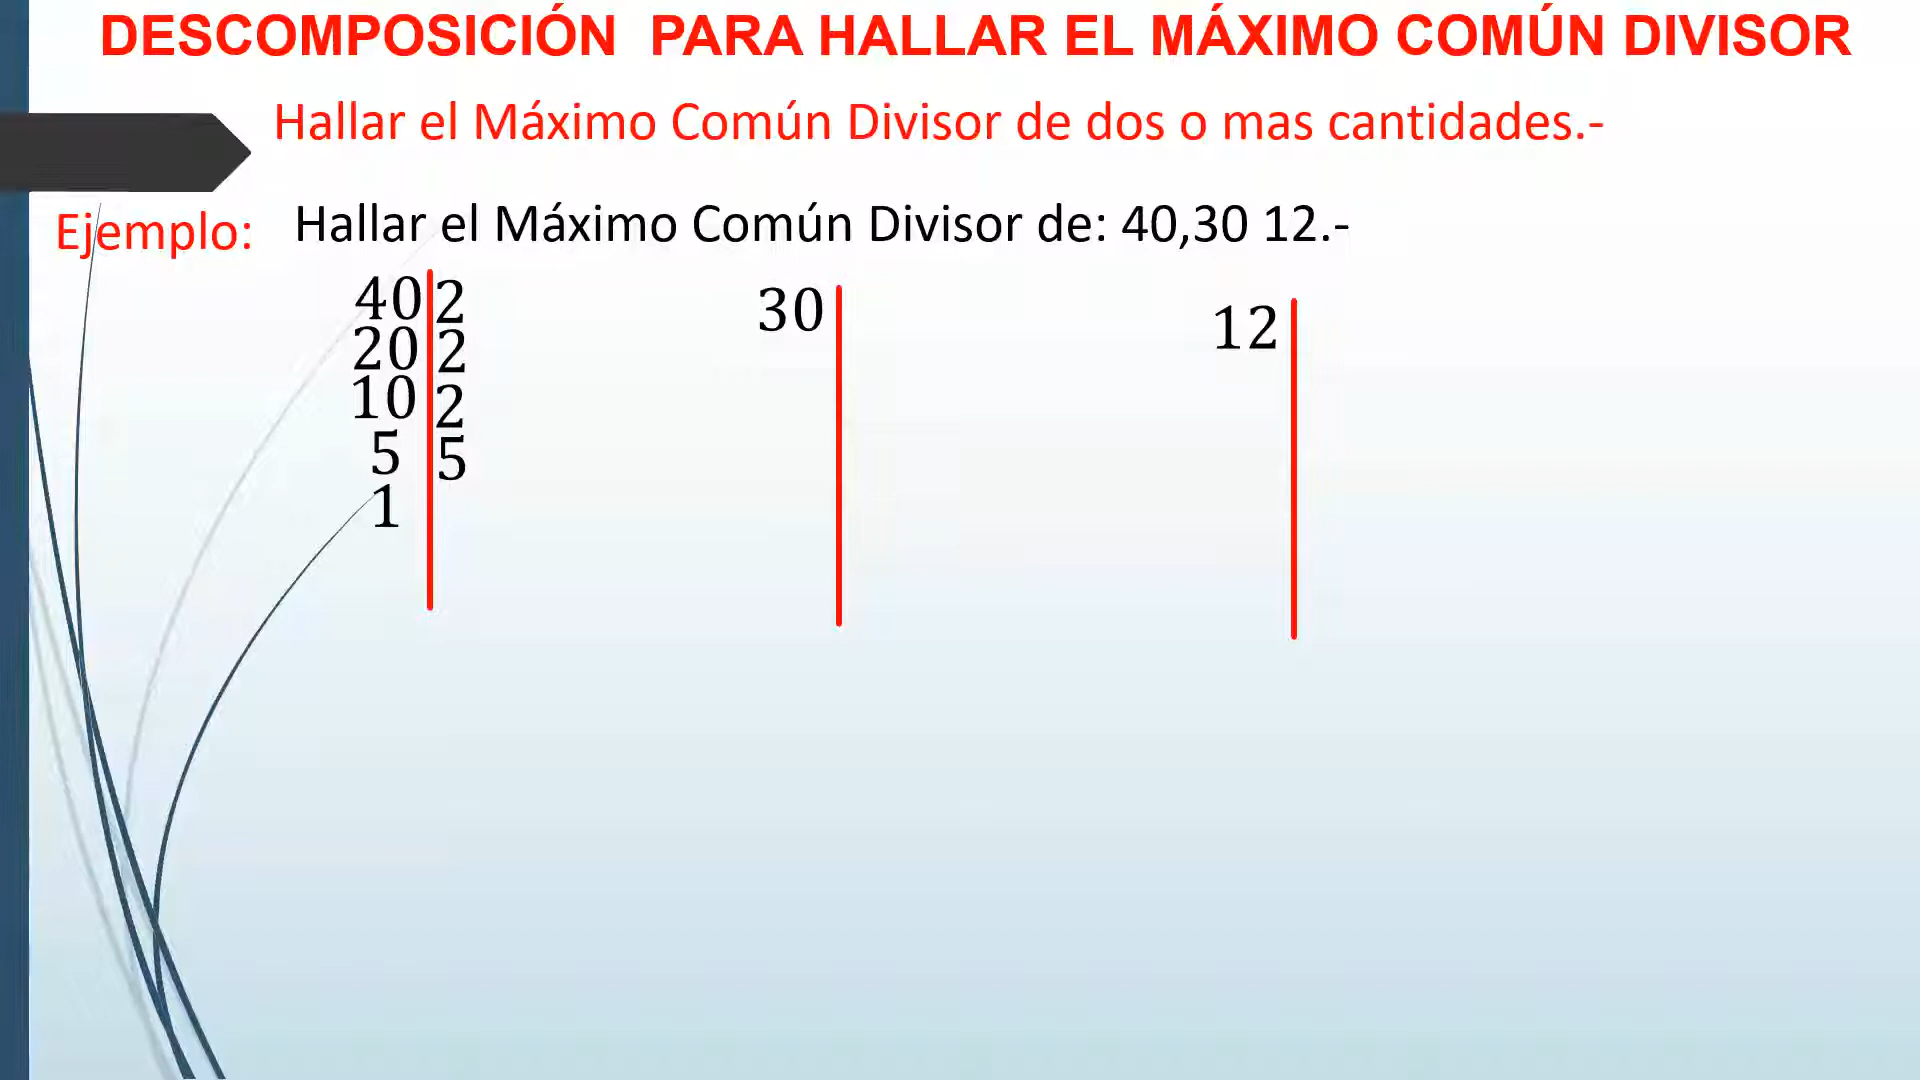 DESCOMPOSICIÓN PARA HALLAR EL MÁXIMO COMÚN DIVISOR
Hallar el Máximo Común Divisor de dos o mas cantidades.-
Ejemplo: Hallar el Máximo Común Divisor de: 40,30 12.-
40 2
20 2
10 2
5 5
1
30
12